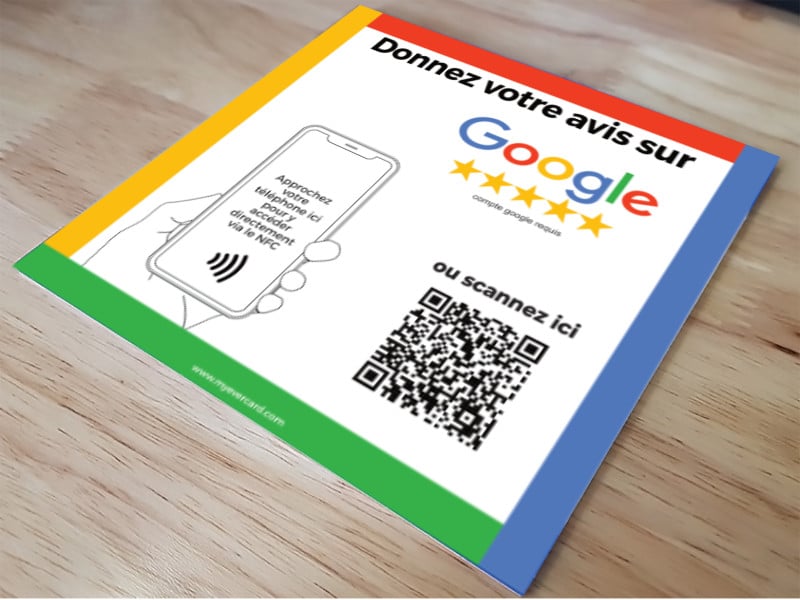 Donnez votre avis sur
Google
compte google requis
Approchez
votre
téléphone ici
pour y
accéder
directement
via le NFC
ou scannez ici
www.myevercard.com